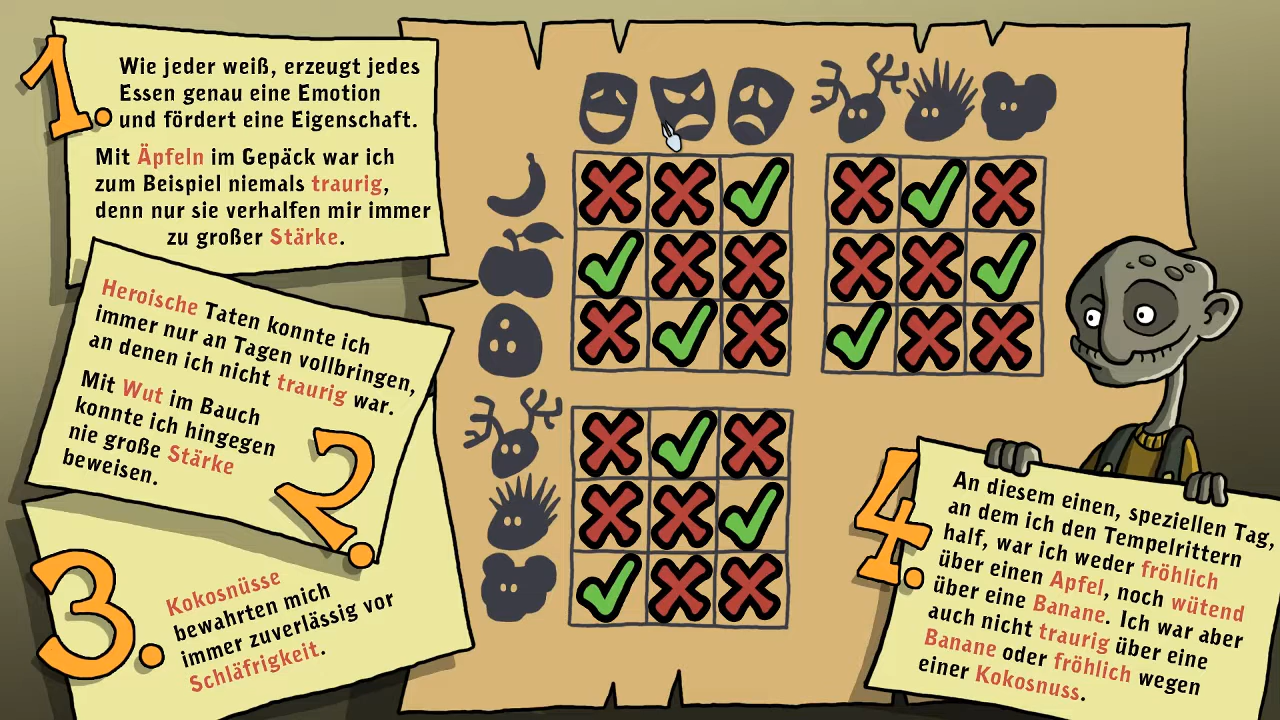 1.
Wie jeder weiß, erzeugt jedes
Essen genau eine Emotion
und fördert eine Eigenschaft.
Mit Äpfeln im Gepäck war ich
zum Beispiel niemals traurig,
denn nur sie verhalfen mir immer
zu großer Stärke.
Heroische Taten konnte ich
immer nur an Tagen vollbringen,
an denen ich nicht traurig war.
Mit Wut im Bauch
konnte ich hingegen
nie große Stärke
beweisen.
2.
3.
Kokosnüsse
bewahrten mich
immer zuverlässig vor
Schläfrigkeit.
4.
An diesem einen, speziellen Tag,
an dem ich den Tempelrittern
half, war ich weder fröhlich
über einen Apfel, noch wütend
über eine Banane. Ich war aber
auch nicht traurig über eine
Banane oder fröhlich wegen
einer Kokosnuss.